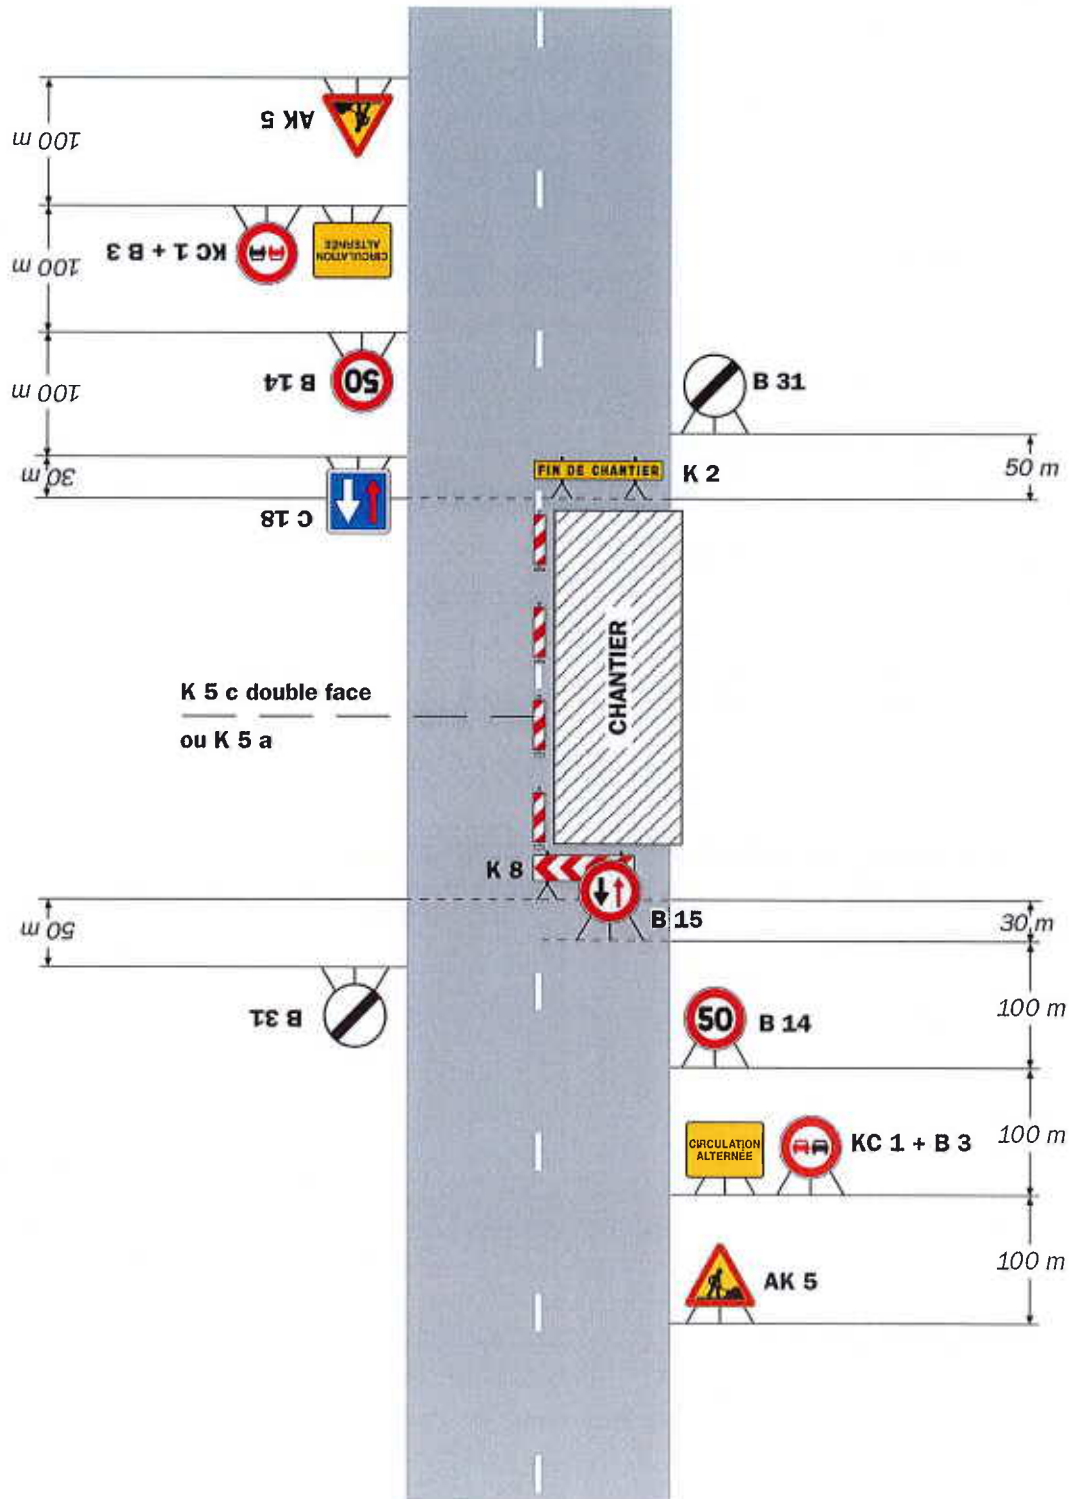 100 m
AK 5
100 m
KC 1 + B 3
CIRCULATION
ALTERNÉE
100 m
B 14
50
B 31
30 m
C 18
FIN DE CHANTIER
K 2
50 m
K 5 c double face
ou K 5 a
CHANTIER
K 8
B 15
50 m
30 m
B 31
50
B 14
100 m
CIRCULATION
ALTERNÉE
KC 1 + B 3
100 m
AK 5
100 m